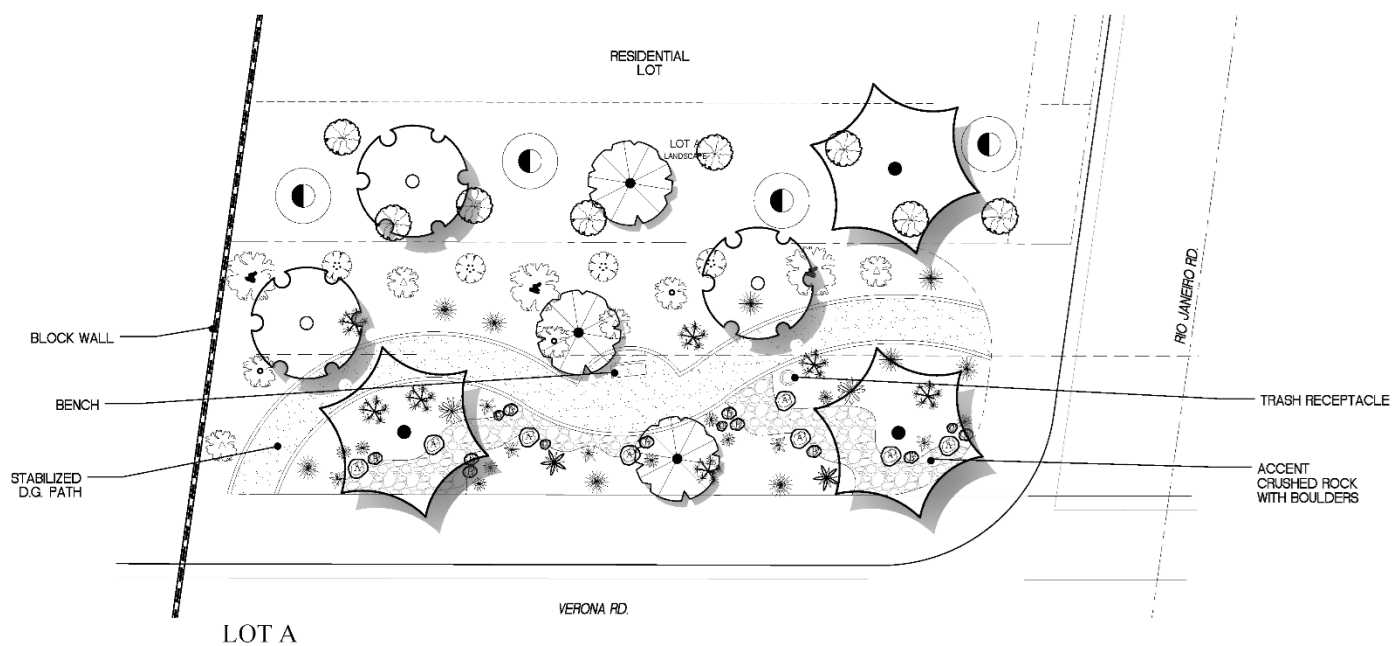 RESIDENTIAL
LOT
LOT A
LANDSCAPE
RIO JANEIRO RD.
BLOCK WALL
BENCH
TRASH RECEPTACLE
STABILIZED
D.G. PATH
ACCENT
CRUSHED ROCK
WITH BOULDERS
VERONA RD.
LOT A